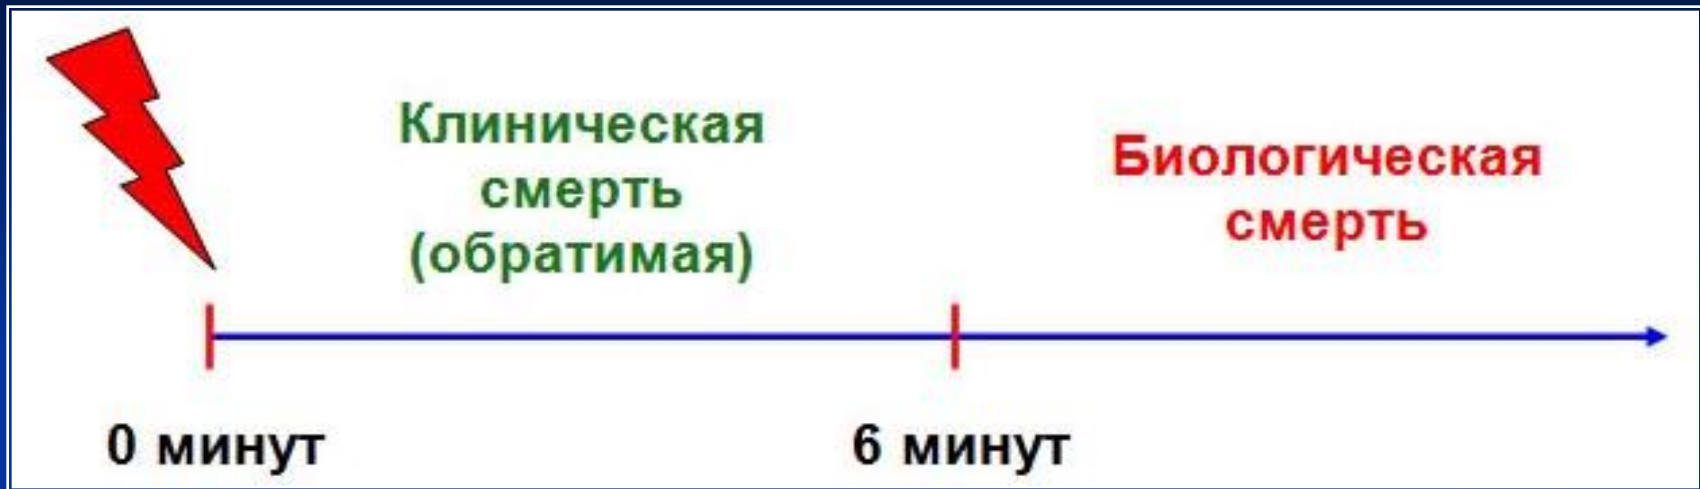 Клиническая
смерть
(обратимая)
Биологическая
смерть
0 минут
6 минут